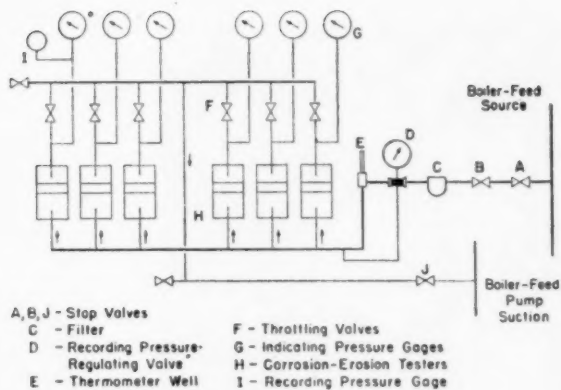 I
G
F
E
D
C
B
A
H
J
Boiler-Feed
Source
Boiler-Feed
Pump
Suction
A, B, J - Stop Valves
C - Filter
D - Recording Pressure-
Regulating Valve
E - Thermometer Well
F - Throttling Valves
G - Indicating Pressure Gages
H - Corrosion-Erosion Testers
I - Recording Pressure Gage